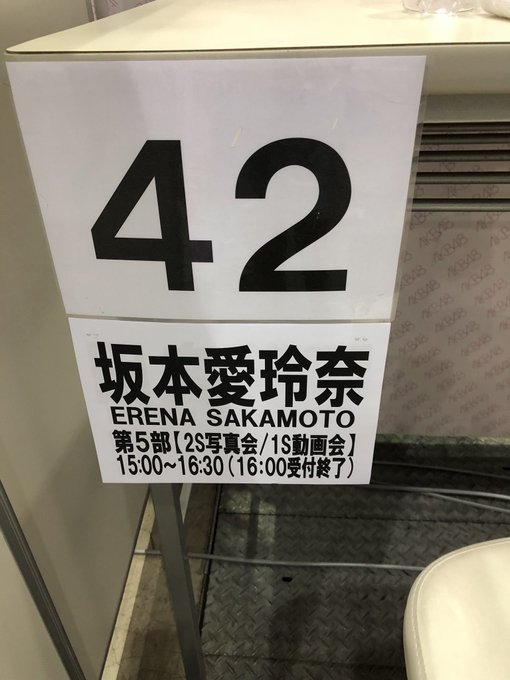 42
坂本愛玲奈
ERENA SAKAMOTO
第5部【2S写真会/1S動画会】
15:00～16:30(16:00受付終了)
AKB48